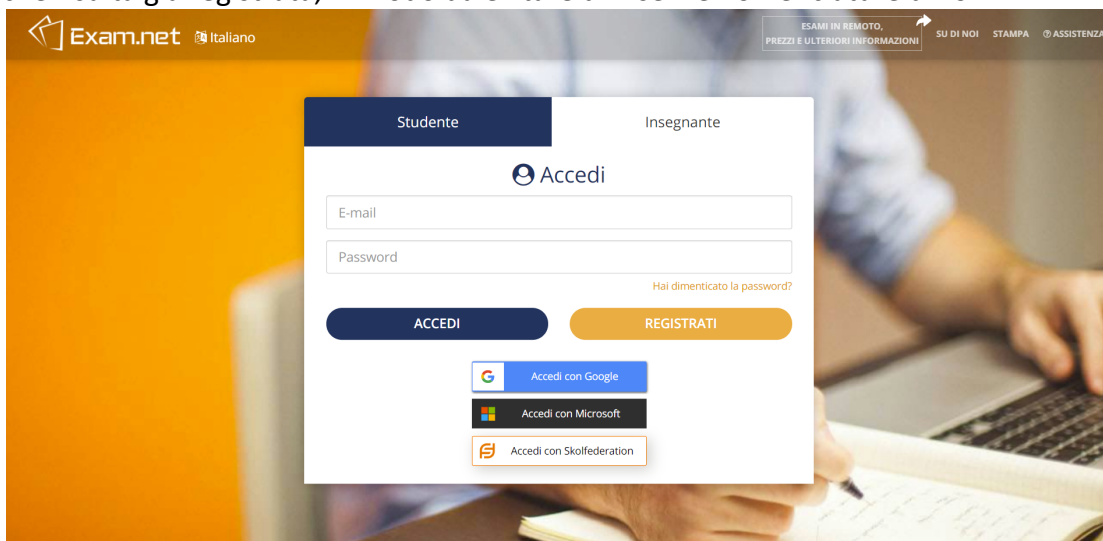 Exam.net Italiano
ESAMI IN REMOTO,
PREZZI E ULTERIORI INFORMAZIONI
SU DI NOI STAMPA ASSISTENZA
Studente Insegnante
Accedi
E-mail
Password
Hai dimenticato la password?
ACCEDI REGISTRATI
Accedi con Google
Accedi con Microsoft
Accedi con Skolfederation